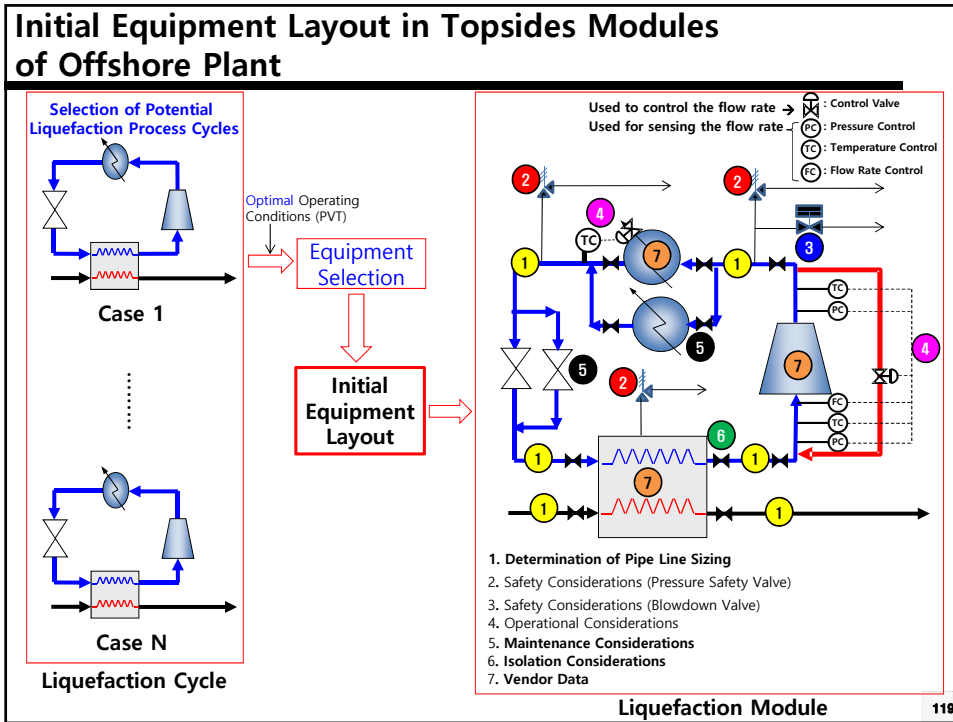 Initial Equipment Layout in Topsides Modules
of Offshore Plant
Selection of Potential
Liquefaction Process Cycles
Case 1
Case N
Liquefaction Cycle
Optimal Operating
Conditions (PVT)
Equipment
Selection
Initial
Equipment
Layout
Used to control the flow rate
: Control Valve
Used for sensing the flow rate
PC : Pressure Control
TC : Temperature Control
FC : Flow Rate Control
2
2
4
TC
3
1
7
1
TC
PC
5
5
7
4
2
FC
TC
PC
6
1
1
7
1
1
1. Determination of Pipe Line Sizing
2. Safety Considerations (Pressure Safety Valve)
3. Safety Considerations (Blowdown Valve)
4. Operational Considerations
5. Maintenance Considerations
6. Isolation Considerations
7. Vendor Data
Liquefaction Module
119